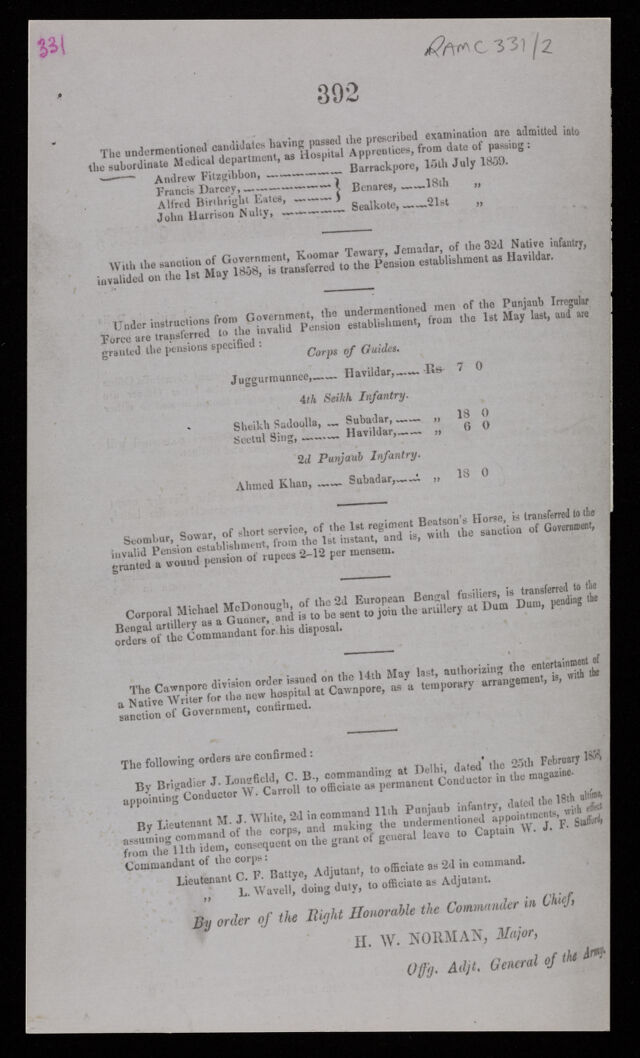 331
RAMC 331/2
392
The undermentioned candidates having passed the prescribed examination are admitted into
the subordinate Medical department, as Hospital Apprentices, from date of passing :
Andrew Fitzgibbon, ———— Barrackpore, 15th July 1859.
Francis Darcey, ———— }
Alfred Birthright Eates, ——— } Benares, ——18th „
John Harrison Nulty, ———— Sealkote, ——21st „
With the sanction of Government, Koomar Tewary, Jemadar, of the 32d Native infantry,
invalided on the 1st May 1858, is transferred to the Pension establishment as Havildar.
Under instructions from Government, the undermentioned men of the Punjaub Irregular
Force are transferred to the invalid Pension establishment, from the 1st May last, and are
granted the pensions specified :
Corps of Guides.
Juggurmunnee,—— Havildar,—— Rs 7 0
4th Seikh Infantry.
Sheikh Sadoolla, — Subadar, —— „ 18 0
Seetul Sing, ——— Havildar,—— „ 6 0
2d Punjaub Infantry.
Ahmed Khan, —— Subadar,—— „ 18 0
Seombur, Sowar, of short service, of the 1st regiment Beatson's Horse, is transferred to the
invalid Pension establishment, from the 1st instant, and is, with the sanction of Government,
granted a wound pension of rupees 2-12 per mensem.
Corporal Michael McDonough, of the 2d European Bengal fusiliers, is transferred to the
Bengal artillery as a Gunner, and is to be sent to join the artillery at Dum Dum, pending the
orders of the Commandant for his disposal.
The Cawnpore division order issued on the 14th May last, authorizing the entertainment of
a Native Writer for the new hospital at Cawnpore, as a temporary arrangement, is, with the
sanction of Government, confirmed.
The following orders are confirmed :
By Brigadier J. Longfield, C. B., commanding at Delhi, dated the 25th February 1858,
appointing Conductor W. Carroll to officiate as permanent Conductor in the magazine.
By Lieutenant M. J. White, 2d in command 11th Punjaub infantry, dated the 18th ultimo,
assuming command of the corps, and making the undermentioned appointments, with effect
from the 11th idem, consequent on the grant of general leave to Captain W. J. F. Stafford,
Commandant of the corps :
Lieutenant C. F. Battye, Adjutant, to officiate as 2d in command.
„ L. Wavell, doing duty, to officiate as Adjutant.
By order of the Right Honorable the Commander in Chief,
H. W. NORMAN, Major,
Offg. Adjt. General of the Army.